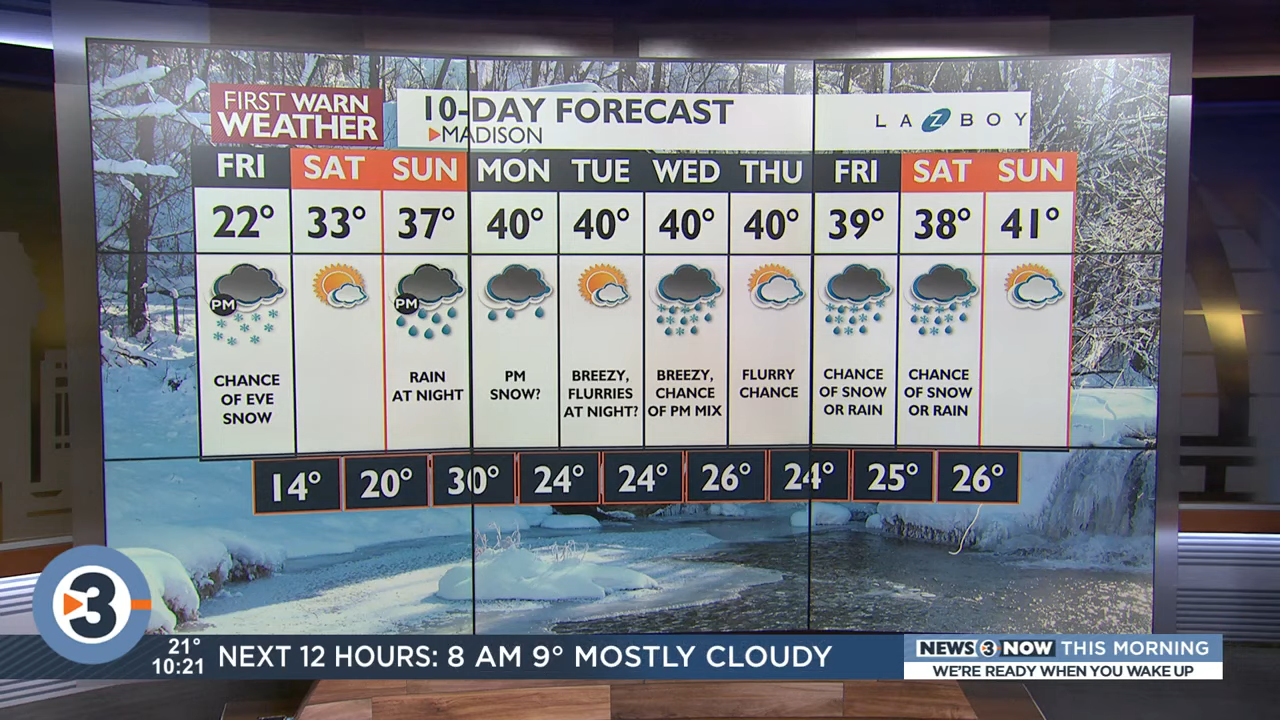 FIRST WARN
WEATHER
10-DAY FORECAST
MADISON
LA Z BOY
FRI SAT SUN MON TUE WED THU FRI SAT SUN
22° 33° 37° 40° 40° 40° 40° 39° 38° 41°
PM PM
CHANCE
OF EVE
SNOW
RAIN
AT NIGHT
PM
SNOW?
BREEZY,
FLURRIES
AT NIGHT?
BREEZY,
CHANCE
OF PM MIX
FLURRY
CHANCE
CHANCE
OF SNOW
OR RAIN
CHANCE
OF SNOW
OR RAIN
14° 20° 30° 24° 24° 26° 24° 25° 26°
3
21°
10:21
NEXT 12 HOURS: 8 AM 9° MOSTLY CLOUDY
NEWS 3 NOW THIS MORNING
WE'RE READY WHEN YOU WAKE UP